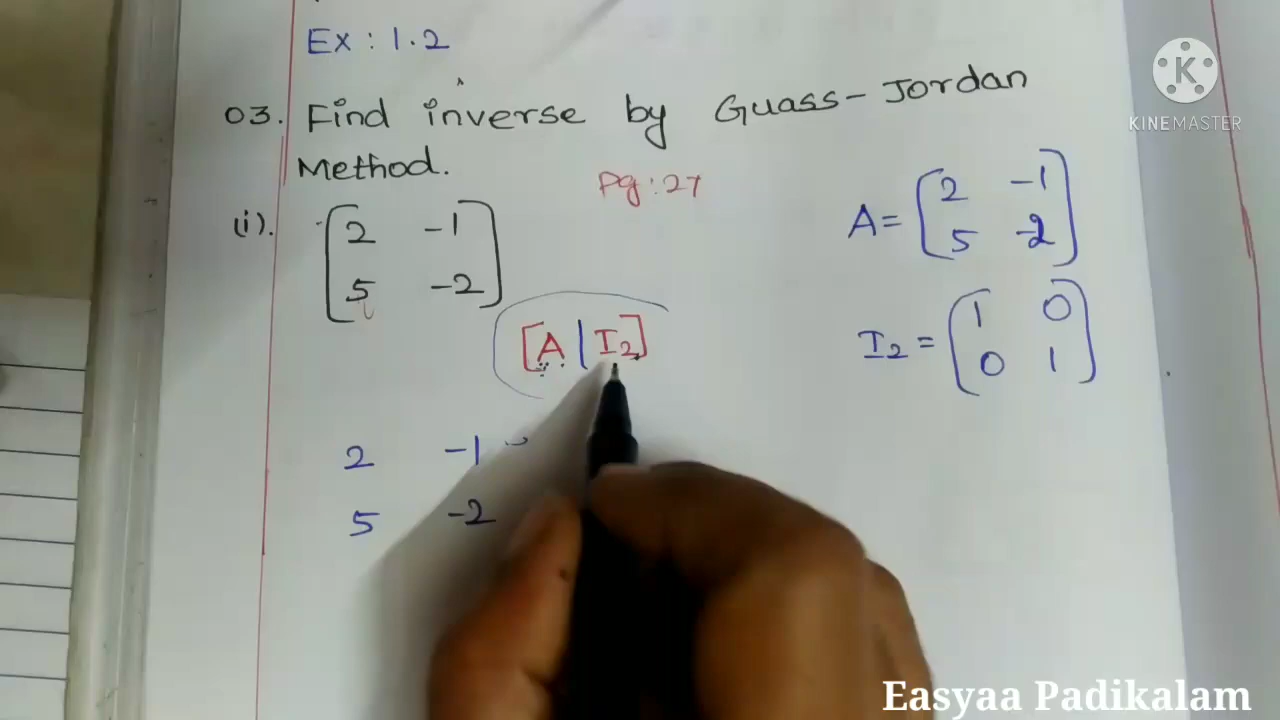 Ex : 1.2
03. Find inverse by Guass-Jordan
Method.
Pg: 27
(i). [2 -1
5 -2]
A = [2 -1
5 -2]
[A | I2]
I2 = [1 0
0 1]
2 -1
5 -2
KINEMASTER
Easyaa Padikalam